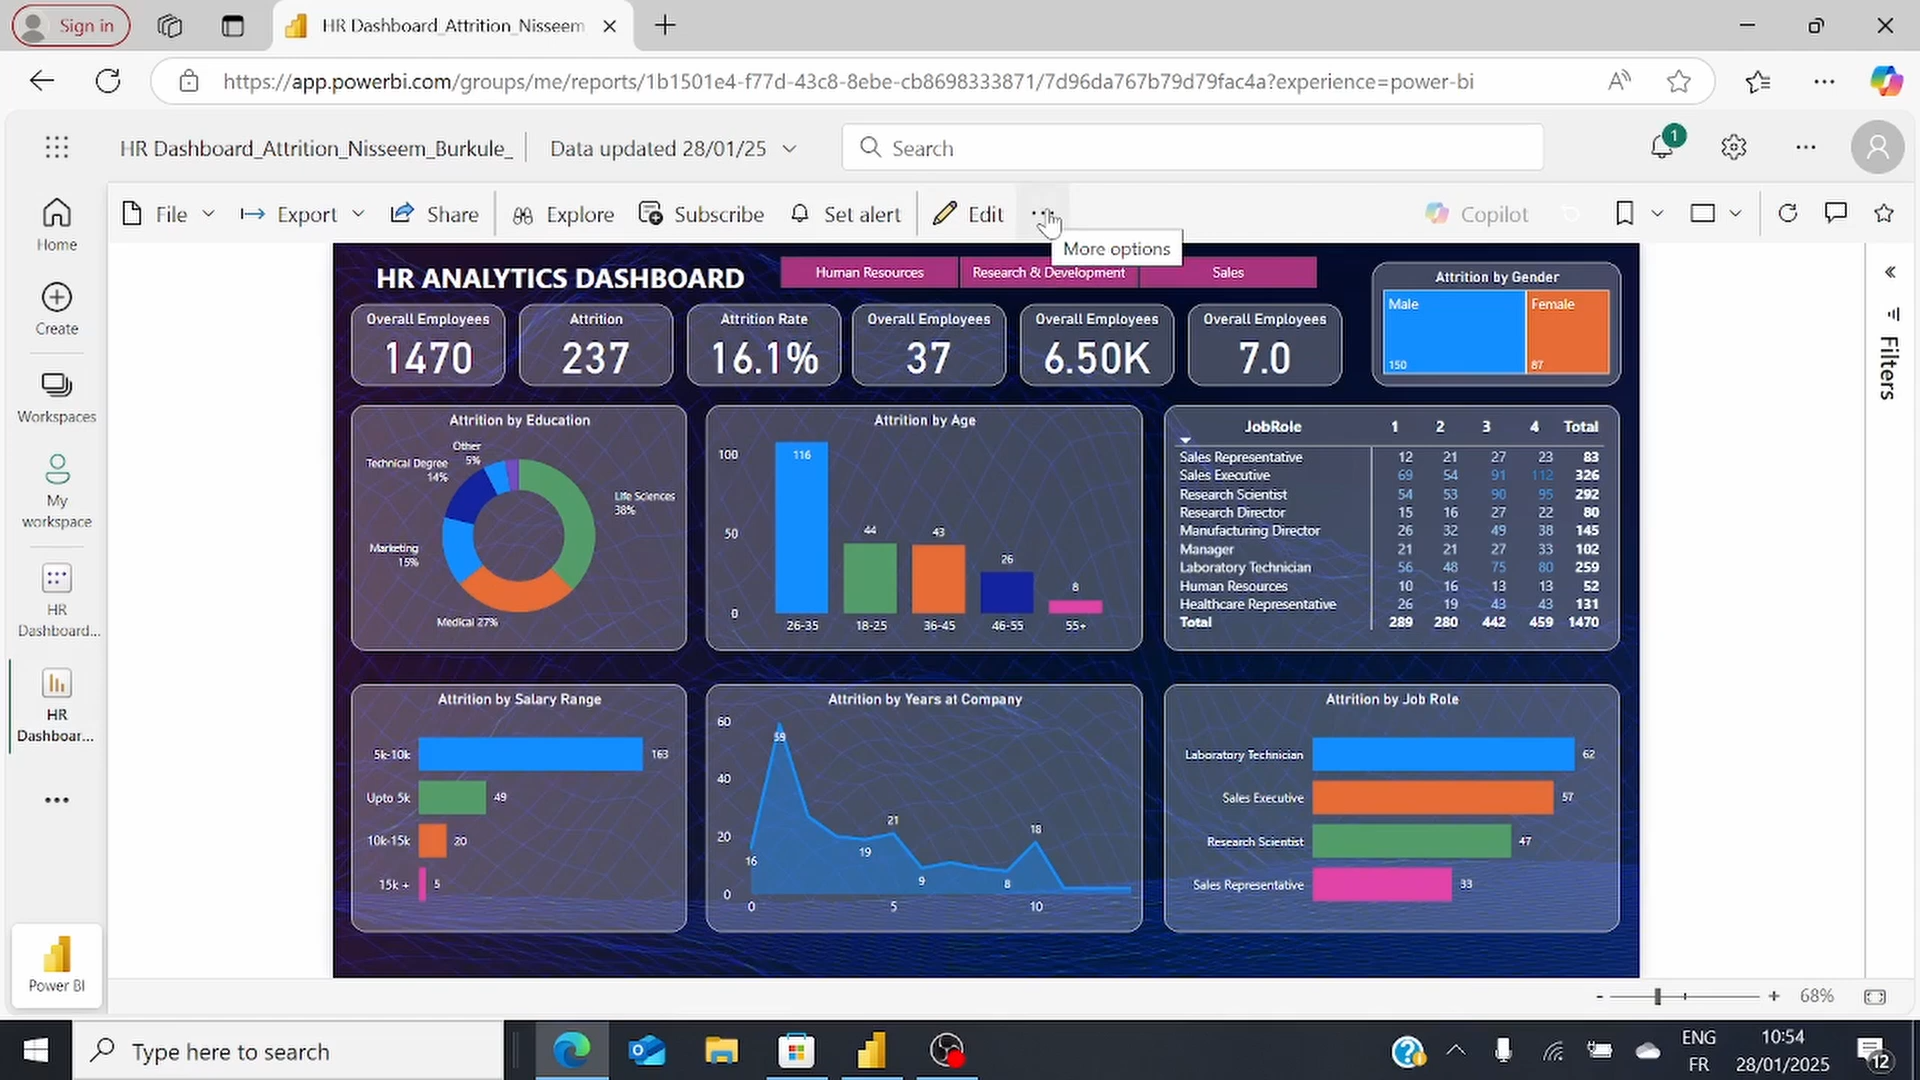 Sign in
HR Dashboard_Attrition_Nisseem
https://app.powerbi.com/groups/me/reports/1b1501e4-f77d-43c8-8ebe-cb8698333871/7d96da767b79d79fac4a?experience=power-bi
HR Dashboard_Attrition_Nisseem_Burkule_
Data updated 28/01/25
Search
1
File
Export
Share
Explore
Subscribe
Set alert
Edit
Copilot
More options
Home
Create
Workspaces
My workspace
HR Dashboard...
HR Dashboar...
Power BI
Filters
HR ANALYTICS DASHBOARD
Human Resources
Research & Development
Sales
Overall Employees
1470
Attrition
237
Attrition Rate
16.1%
Overall Employees
37
Overall Employees
6.50K
Overall Employees
7.0
Attrition by Gender
Male
Female
150
87
Attrition by Education
Other
5%
Technical Degree
14%
Life Sciences
38%
Marketing
15%
Medical 27%
Attrition by Age
100
50
0
116
44
43
26
8
26-35
18-25
36-45
46-55
55+
JobRole 1 2 3 4 Total
Sales Representative 12 21 27 23 83
Sales Executive 69 54 91 112 326
Research Scientist 54 53 90 95 292
Research Director 15 16 27 22 80
Manufacturing Director 26 32 49 38 145
Manager 21 21 27 33 102
Laboratory Technician 56 48 75 80 259
Human Resources 10 16 13 13 52
Healthcare Representative 26 19 43 43 131
Total 289 280 442 459 1470
Attrition by Salary Range
5k-10k 163
Upto 5k 49
10k-15k 20
15k + 5
Attrition by Years at Company
60
40
20
0
59
16
19
21
9
8
18
0
5
10
Attrition by Job Role
Laboratory Technician 62
Sales Executive 57
Research Scientist 47
Sales Representative 33
- + 68%
Type here to search
ENG
FR
10:54
28/01/2025
12